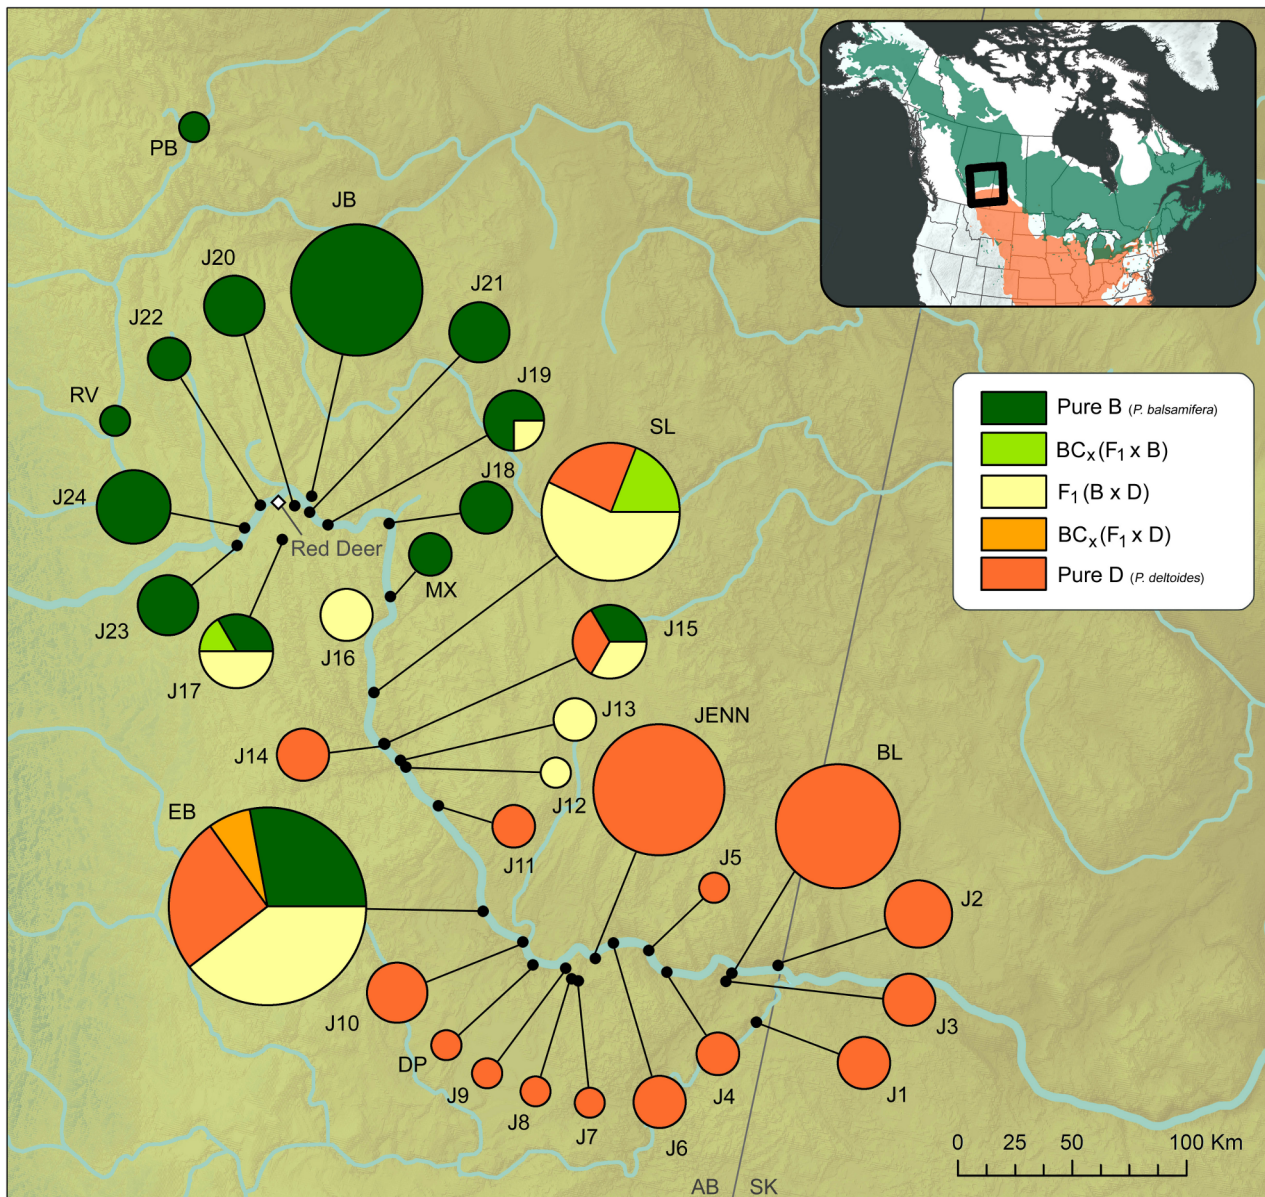 PB
JB
J20
J21
J22
J19
RV
SL
J18
J24
Red Deer
MX
J23
J16
J15
J17
J13
JENN
J14
BL
J12
EB
J11
J5
J2
J10
J3
DP
J9
J4
J1
J8
J7
J6
Pure B (P. balsamifera)
BCx(F1 x B)
F1(B x D)
BCx(F1 x D)
Pure D (P. deltoides)
0 25 50 100 Km
AB SK